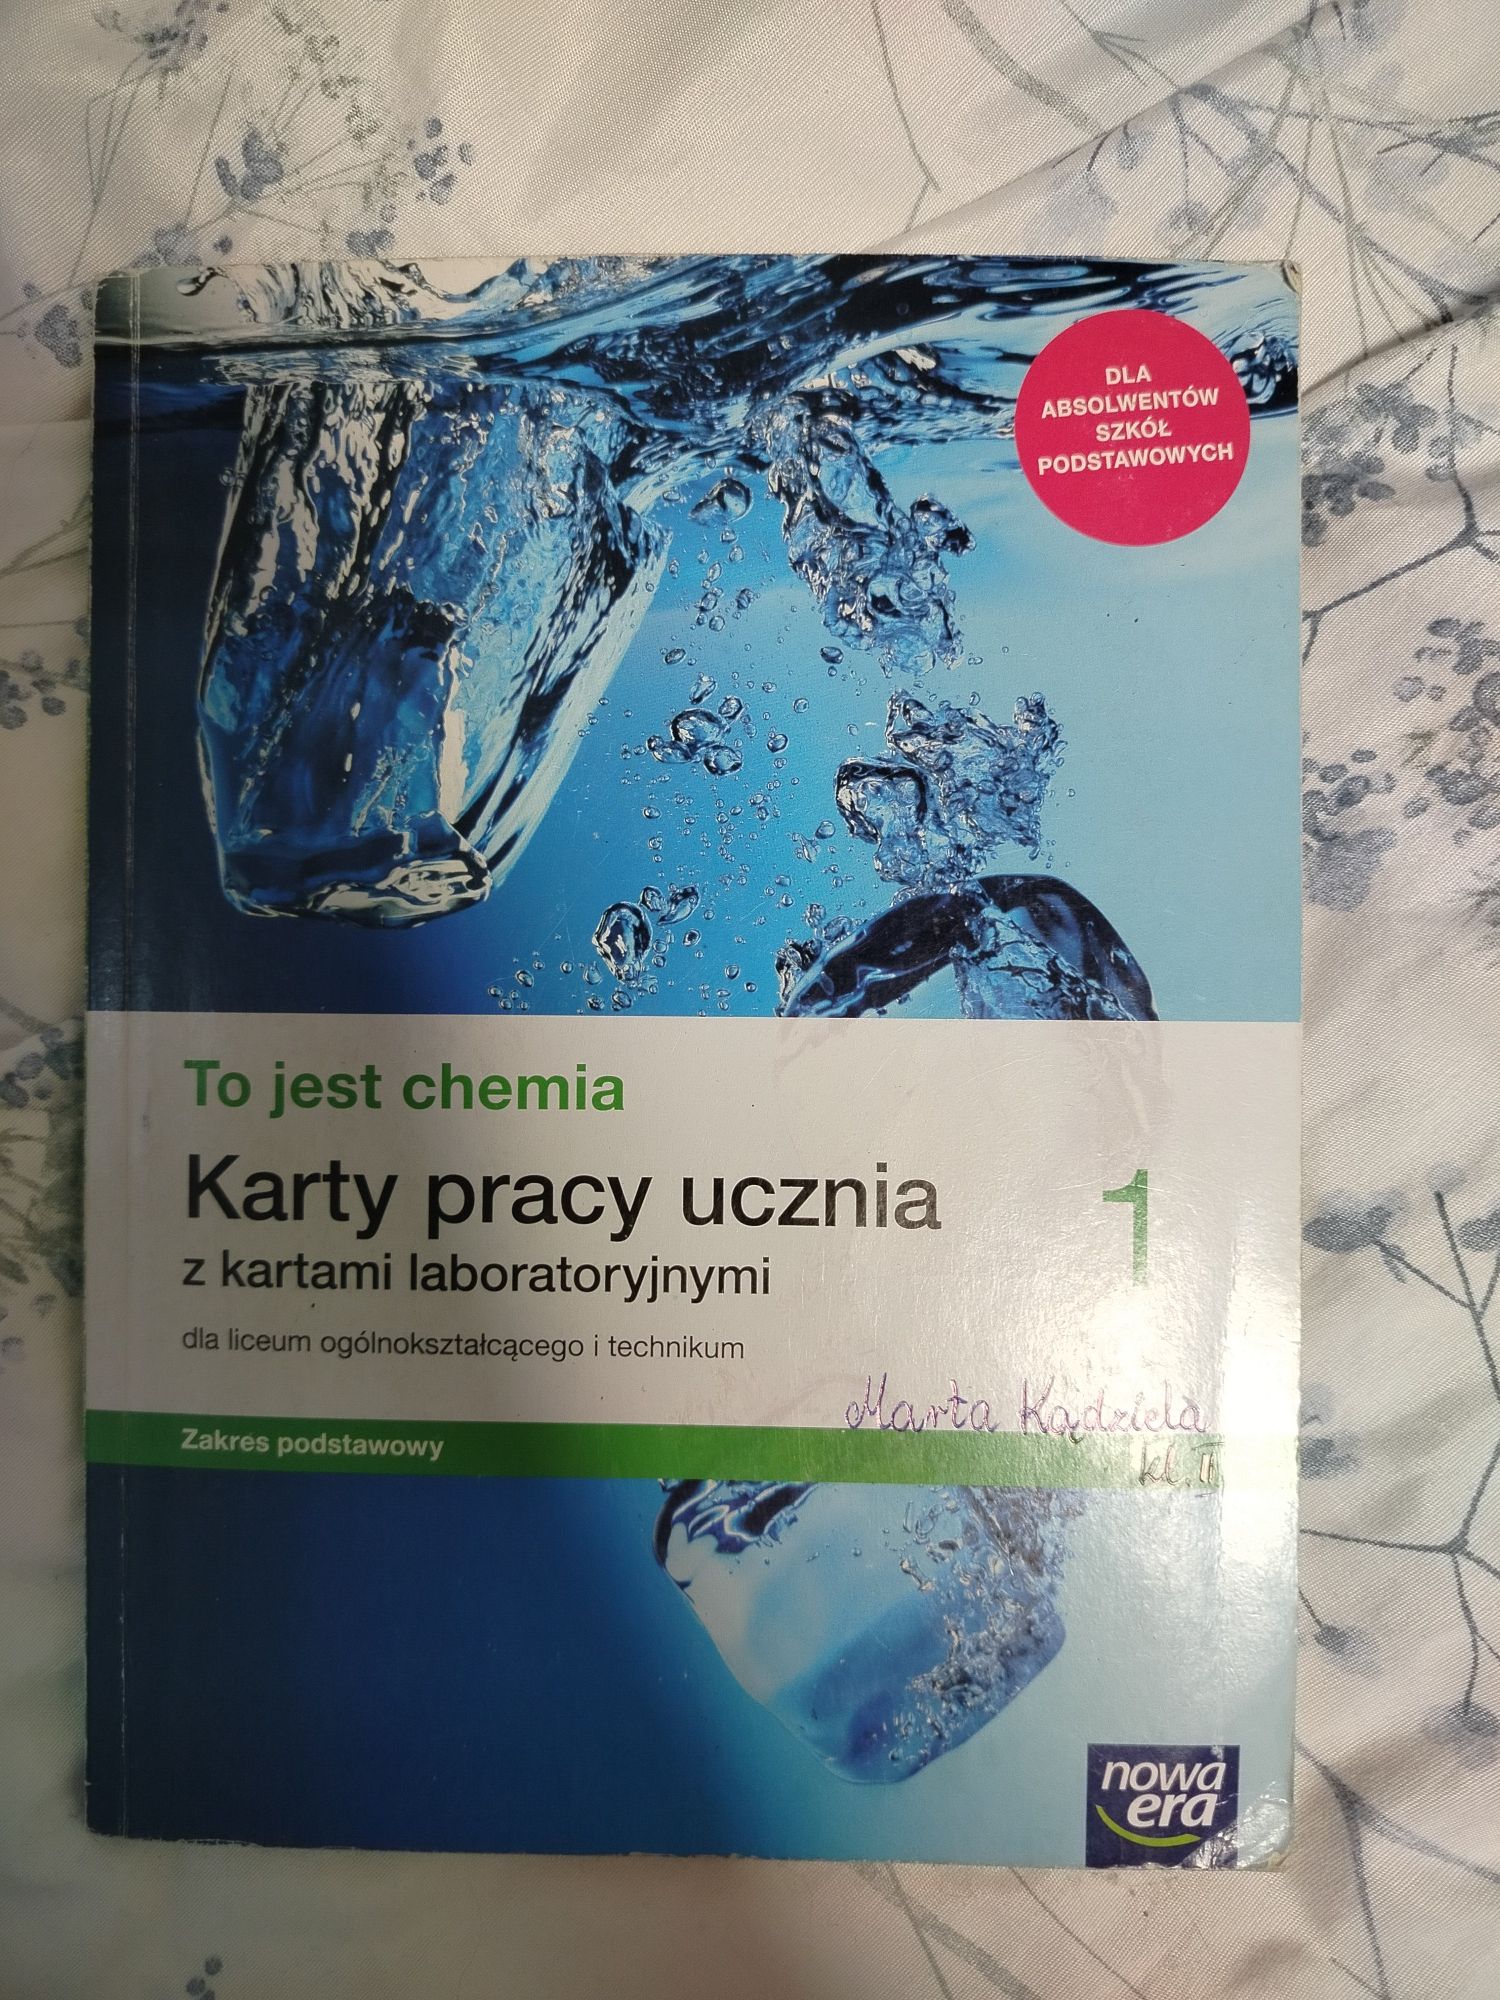 DLA
ABSOLWENTÓW
SZKÓŁ
PODSTAWOWYCH
To jest chemia
Karty pracy ucznia
1
z kartami laboratoryjnymi
dla liceum ogólnokształcącego i technikum
Marta Kądziela
Zakres podstawowy
kl. II
nowa
era